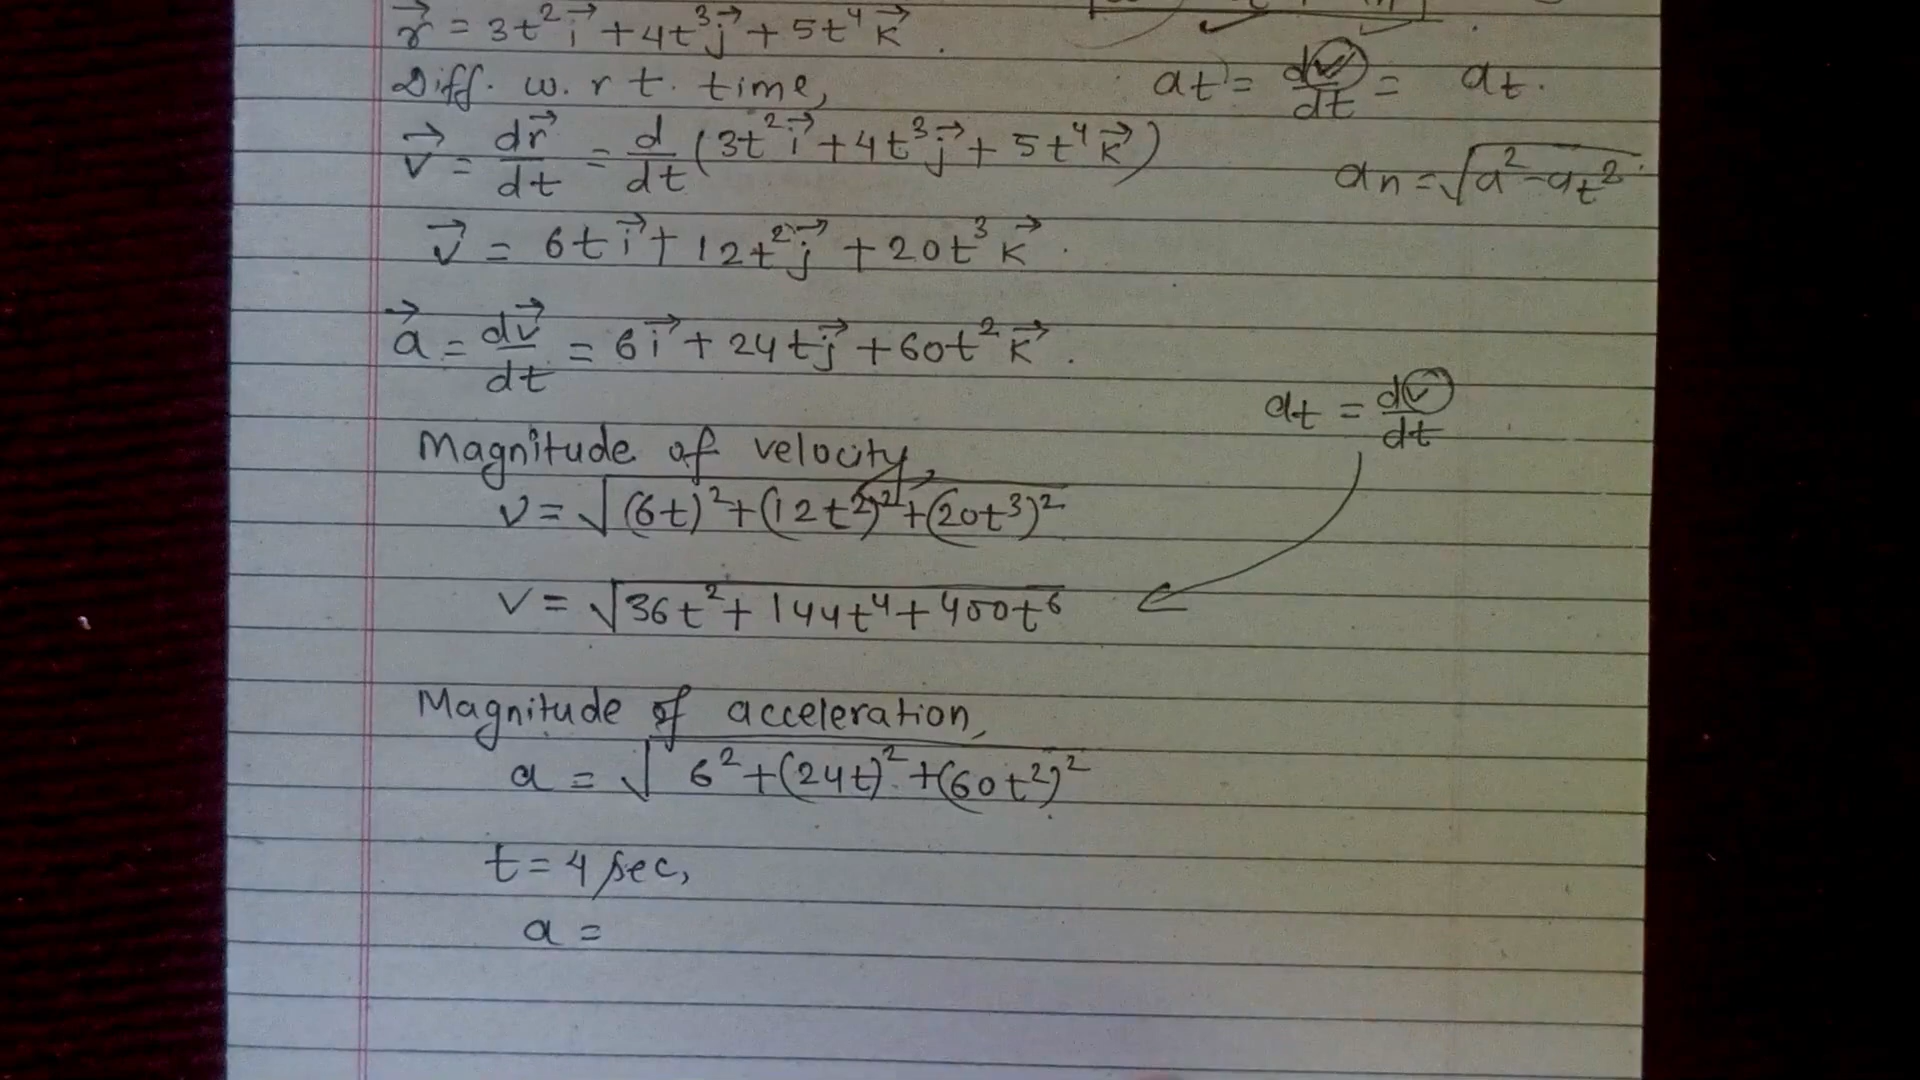 r⃗ = 3t² i⃗ + 4t³ j⃗ + 5t⁴ k⃗ .
Diff. w. r t. time,
at = dv/dt = at.
v⃗ = dr⃗/dt = d/dt (3t² i⃗ + 4t³ j⃗ + 5t⁴ k⃗)
an = √(a² - at²)
v⃗ = 6t i⃗ + 12t² j⃗ + 20t³ k⃗ .
a⃗ = dv⃗/dt = 6 i⃗ + 24t j⃗ + 60t² k⃗ .
at = dv/dt
Magnitude of velocity,
v = √((6t)² + (12t²)² + (20t³)²)
v = √(36t² + 144t⁴ + 400t⁶)
Magnitude of acceleration,
a = √(6² + (24t)² + (60t²)²)
t = 4 sec,
a =